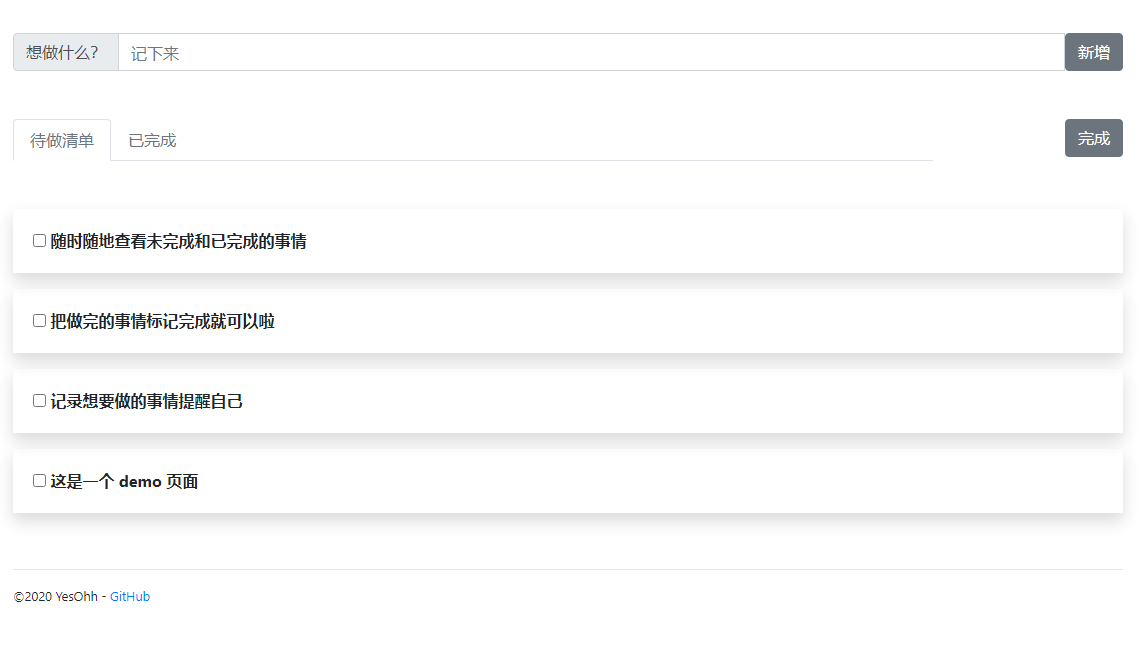 想做什么? 记下来 新增
待做清单 已完成 完成
随时随地查看未完成和已完成的事情
把做完的事情标记完成就可以啦
记录想要做的事情提醒自己
这是一个 demo 页面
©2020 YesOhh - GitHub